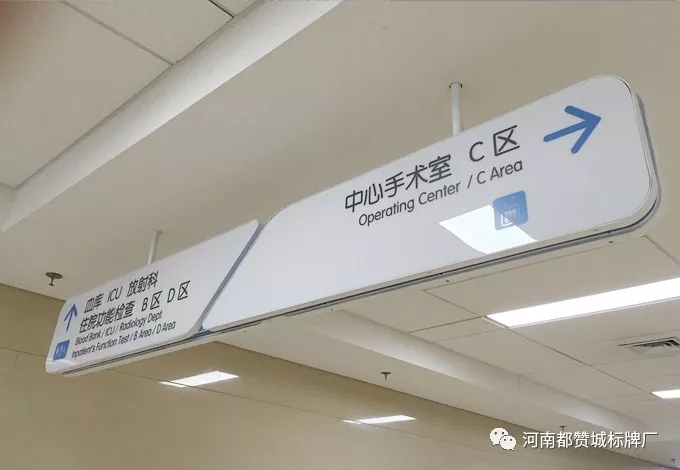 血库 ICU 放射科
住院功能检查 B区 D区
Blood Bank / ICU / Radiology Dept.
Inpatient's Function Test / B Area / D Area
中心手术室 C区
Operating Center / C Area
河南都赞城标牌厂